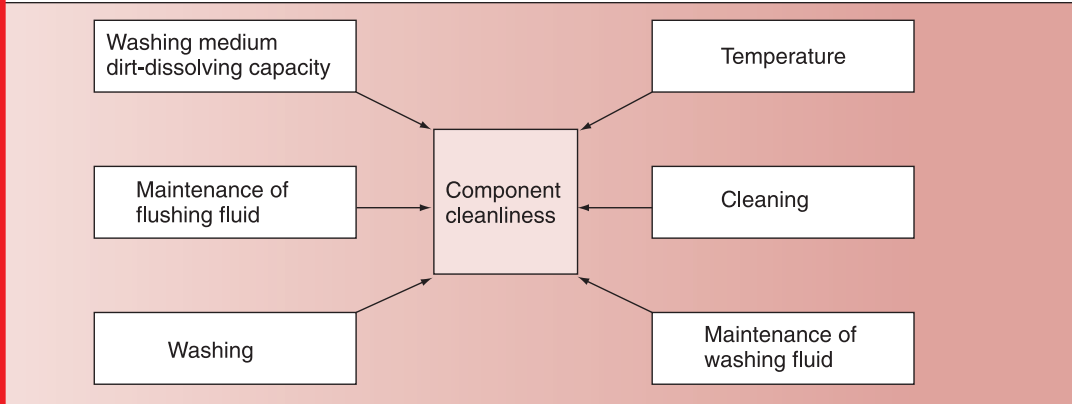 Washing medium
dirt-dissolving capacity
Temperature
Maintenance of
flushing fluid
Component
cleanliness
Cleaning
Washing
Maintenance of
washing fluid